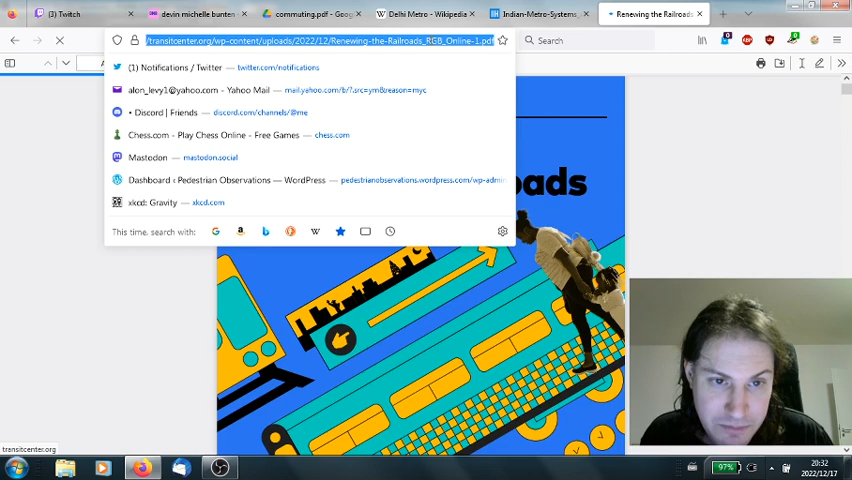 (3) Twitch
devin michelle bunten
commuting.pdf - Goog
Delhi Metro - Wikipedia
Indian-Metro-Systems_
Renewing the Railroads
/transitcenter.org/wp-content/uploads/2022/12/Renewing-the-Railroads_RGB_Online-1.pdf
Search
(1) Notifications / Twitter — twitter.com/notifications
alon_levy1@yahoo.com - Yahoo Mail — mail.yahoo.com/b/?.src=ym&reason=myc
• Discord | Friends — discord.com/channels/@me
Chess.com - Play Chess Online - Free Games — chess.com
Mastodon — mastodon.social
Dashboard ‹ Pedestrian Observations — WordPress — pedestrianobservations.wordpress.com/wp-admin
xkcd: Gravity — xkcd.com
This time, search with:
oads
transitcenter.org
97%
20:32
2022/12/17